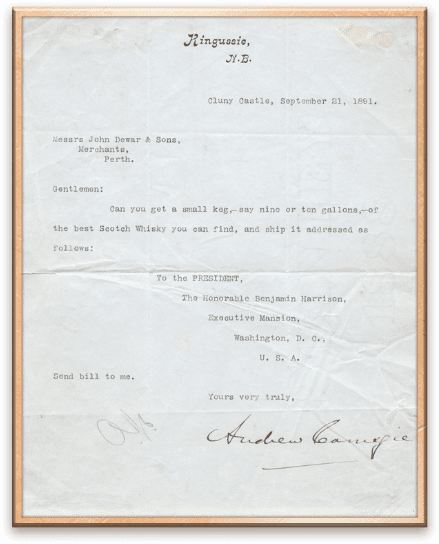 Kingussie,
N.B.
Cluny Castle, September 21, 1891.
Messrs John Dewar & Sons,
Merchants,
Perth.
Gentlemen:
Can you get a small keg,—say nine or ten gallons,—of
the best Scotch Whisky you can find, and ship it addressed as
follows:
To the PRESIDENT,
The Honorable Benjamin Harrison,
Executive Mansion,
Washington, D. C.,
U. S. A.
Send bill to me.
Yours very truly,
Andrew Carnegie